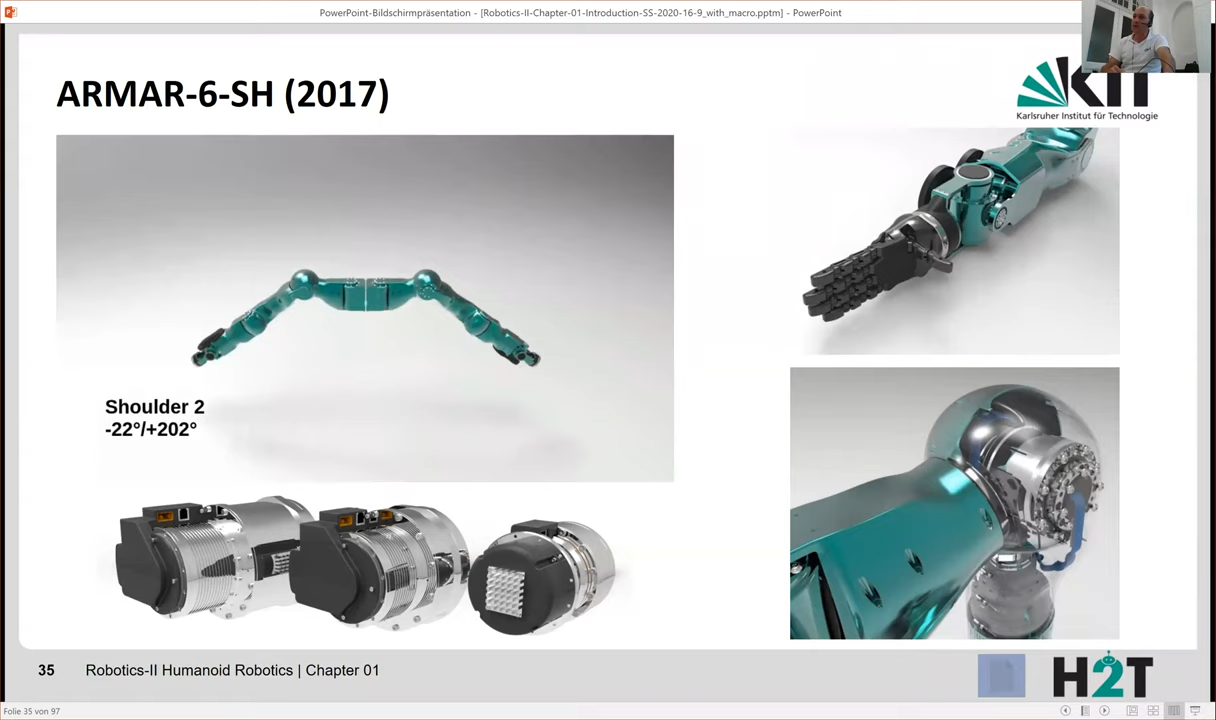 PowerPoint-Bildschirmpräsentation - [Robotics-II-Chapter-01-Introduction-SS-2020-16-9_with_macro.pptm] - PowerPoint
ARMAR-6-SH (2017)
KIT
Karlsruher Institut für Technologie
Shoulder 2
-22°/+202°
35
Robotics-II Humanoid Robotics | Chapter 01
H2T
Folie 35 von 97